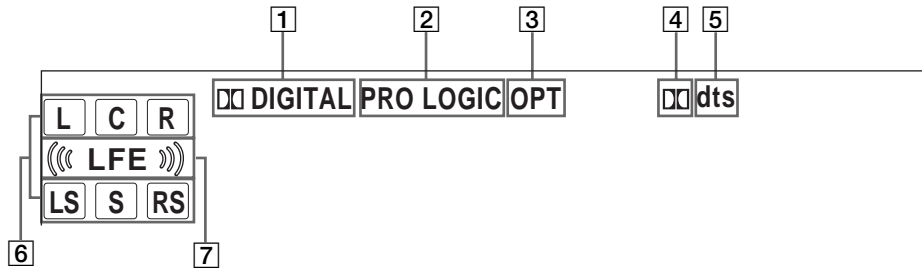 1 2 3 4 5
DIGITAL PRO LOGIC OPT dts
L C R
LFE
LS S RS
6 7